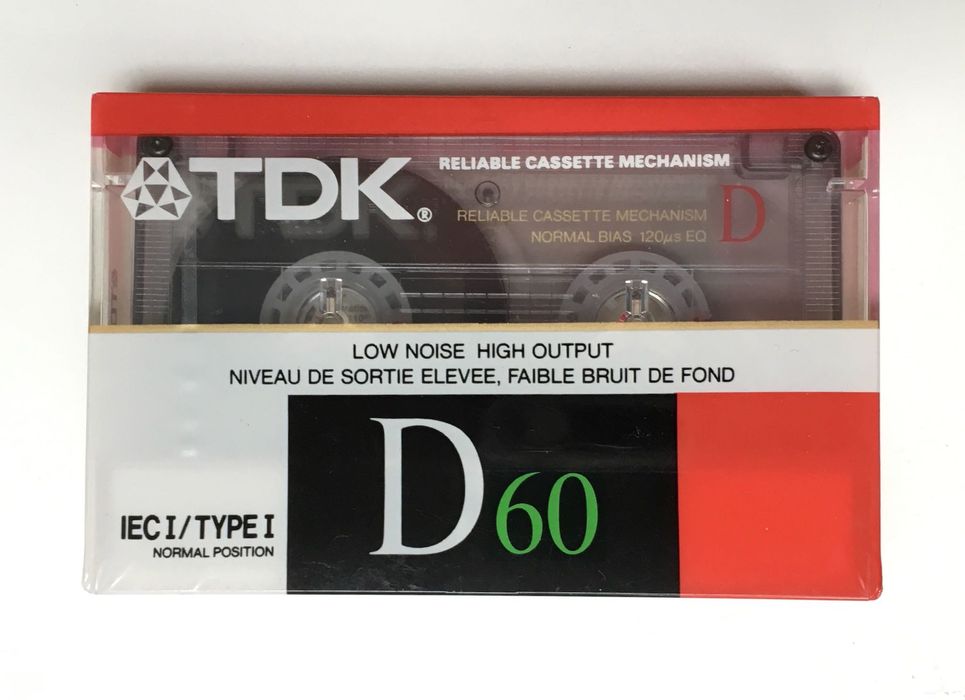 TDK®
RELIABLE CASSETTE MECHANISM
RELIABLE CASSETTE MECHANISM
NORMAL BIAS 120µs EQ
D
LOW NOISE HIGH OUTPUT
NIVEAU DE SORTIE ELEVEE, FAIBLE BRUIT DE FOND
D60
IEC I/TYPE I
NORMAL POSITION